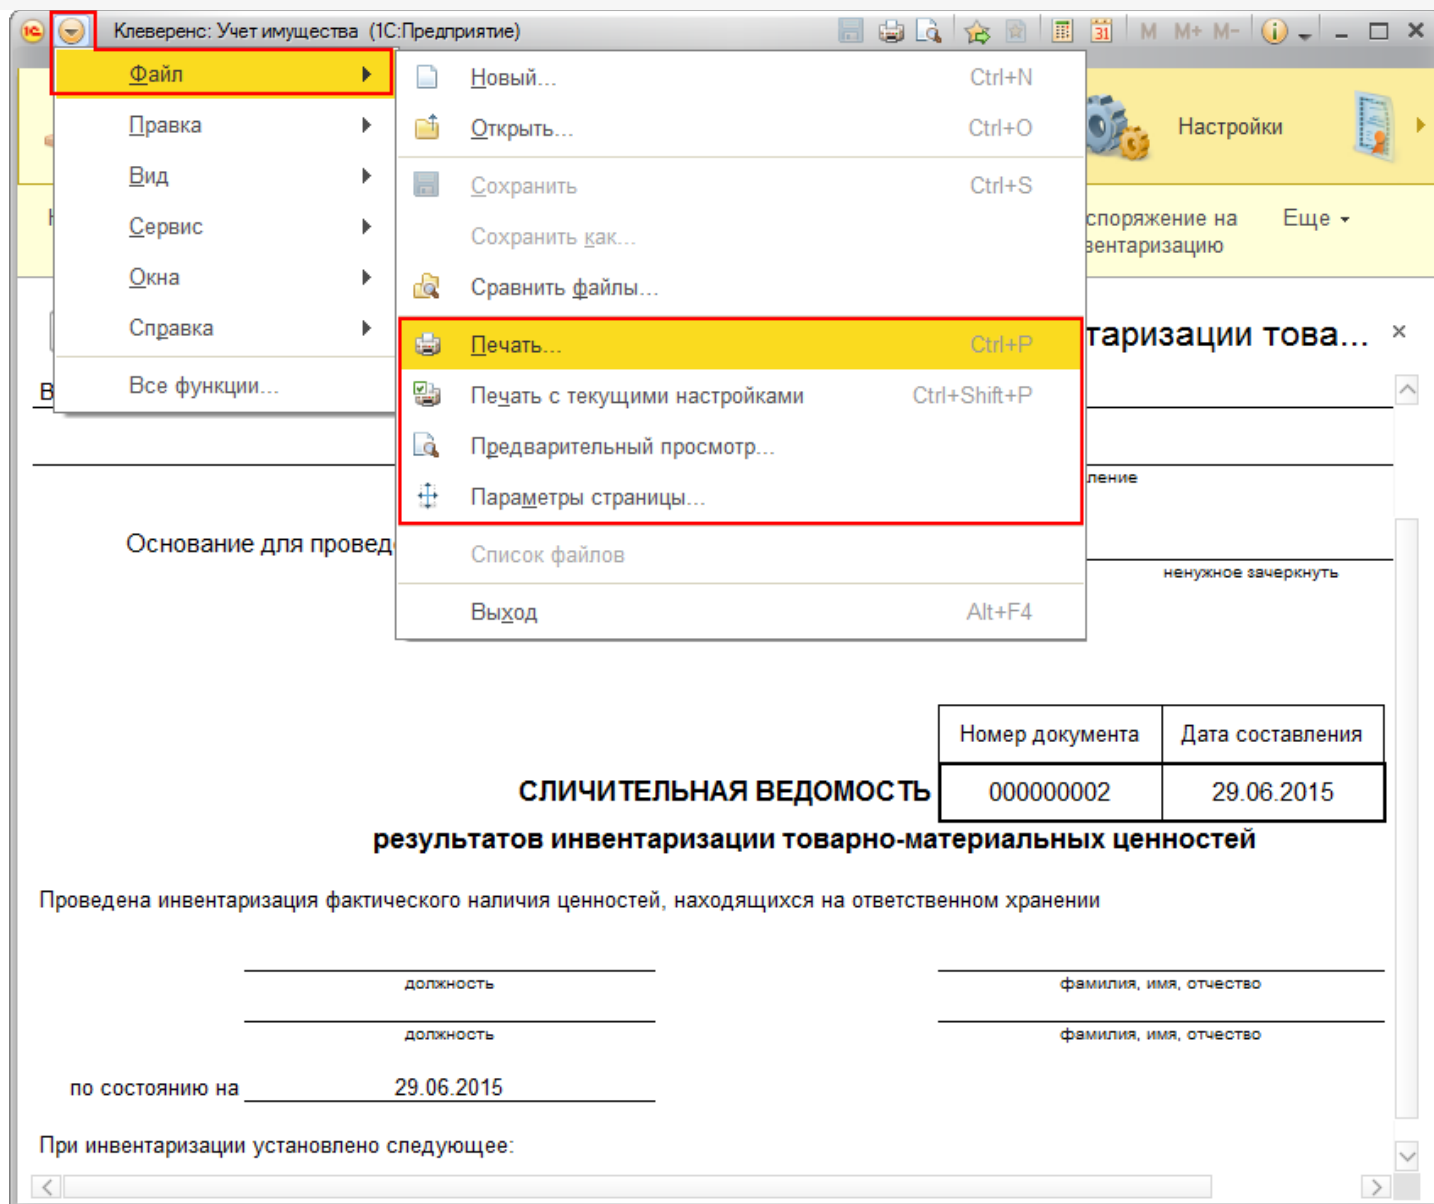 Клеверенс: Учет имущества (1С:Предприятие)
31
M M+ M-
Файл
Правка
Вид
Сервис
Окна
Справка
Все функции...
Новый... Ctrl+N
Открыть... Ctrl+O
Сохранить Ctrl+S
Сохранить как...
Сравнить файлы...
Печать... Ctrl+P
Печать с текущими настройками Ctrl+Shift+P
Предварительный просмотр...
Параметры страницы...
Список файлов
Выход Alt+F4
Настройки
споряжение на
вентаризацию
Еще
таризации това...
В
ление
Основание для провед
ненужное зачеркнуть
Номер документа Дата составления
СЛИЧИТЕЛЬНАЯ ВЕДОМОСТЬ 000000002 29.06.2015
результатов инвентаризации товарно-материальных ценностей
Проведена инвентаризация фактического наличия ценностей, находящихся на ответственном хранении
должность фамилия, имя, отчество
должность фамилия, имя, отчество
по состоянию на 29.06.2015
При инвентаризации установлено следующее: